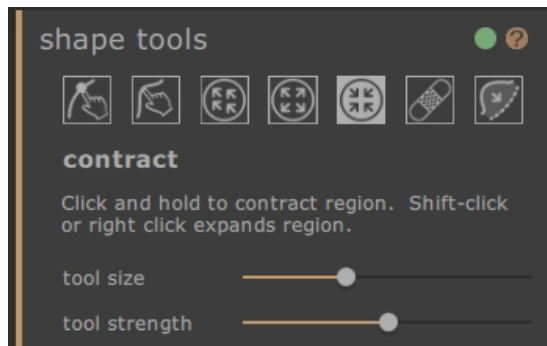 shape tools
?
contract
Click and hold to contract region. Shift-click
or right click expands region.
tool size
tool strength